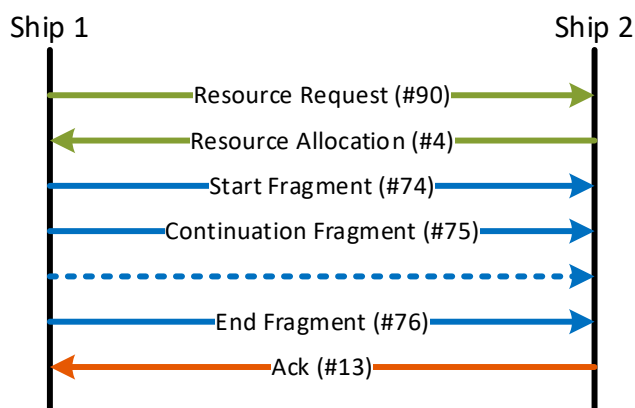 Ship 1
Ship 2
Resource Request (#90)
Resource Allocation (#4)
Start Fragment (#74)
Continuation Fragment (#75)
End Fragment (#76)
Ack (#13)